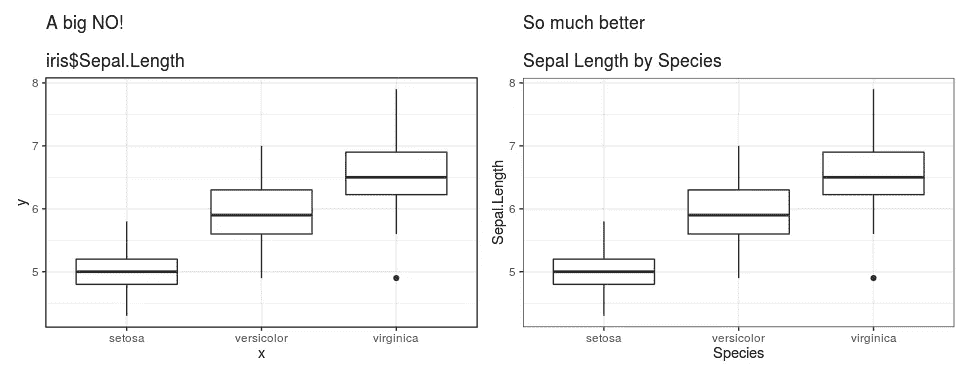 A big NO!
iris$Sepal.Length
8
7
6
5
y
setosa versicolor virginica
x
So much better
Sepal Length by Species
8
7
6
5
Sepal.Length
setosa versicolor virginica
Species